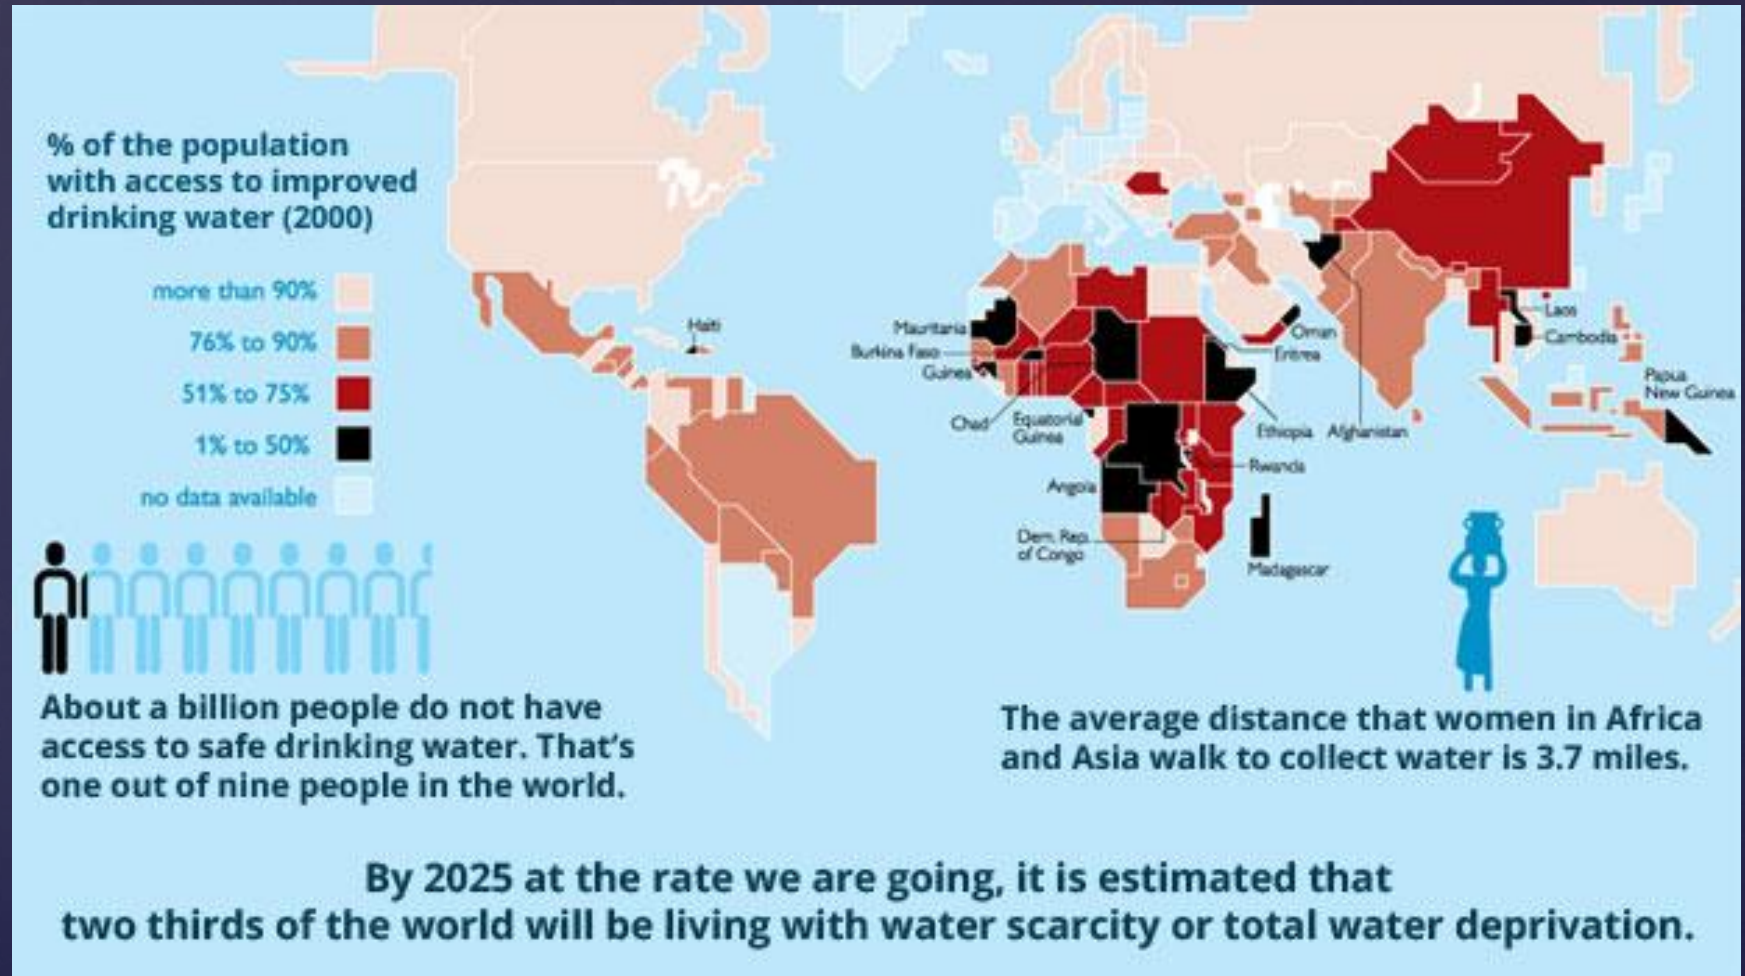 % of the population
with access to improved
drinking water (2000)
more than 90%
76% to 90%
51% to 75%
1% to 50%
no data available
Haiti
Mauritania
Burkina Faso
Guinea
Chad
Equatorial
Guinea
Angola
Dem. Rep.
of Congo
Oman
Eritrea
Ethiopia
Afghanistan
Rwanda
Madagascar
Laos
Cambodia
Papua
New Guinea
About a billion people do not have
access to safe drinking water. That's
one out of nine people in the world.
The average distance that women in Africa
and Asia walk to collect water is 3.7 miles.
By 2025 at the rate we are going, it is estimated that
two thirds of the world will be living with water scarcity or total water deprivation.